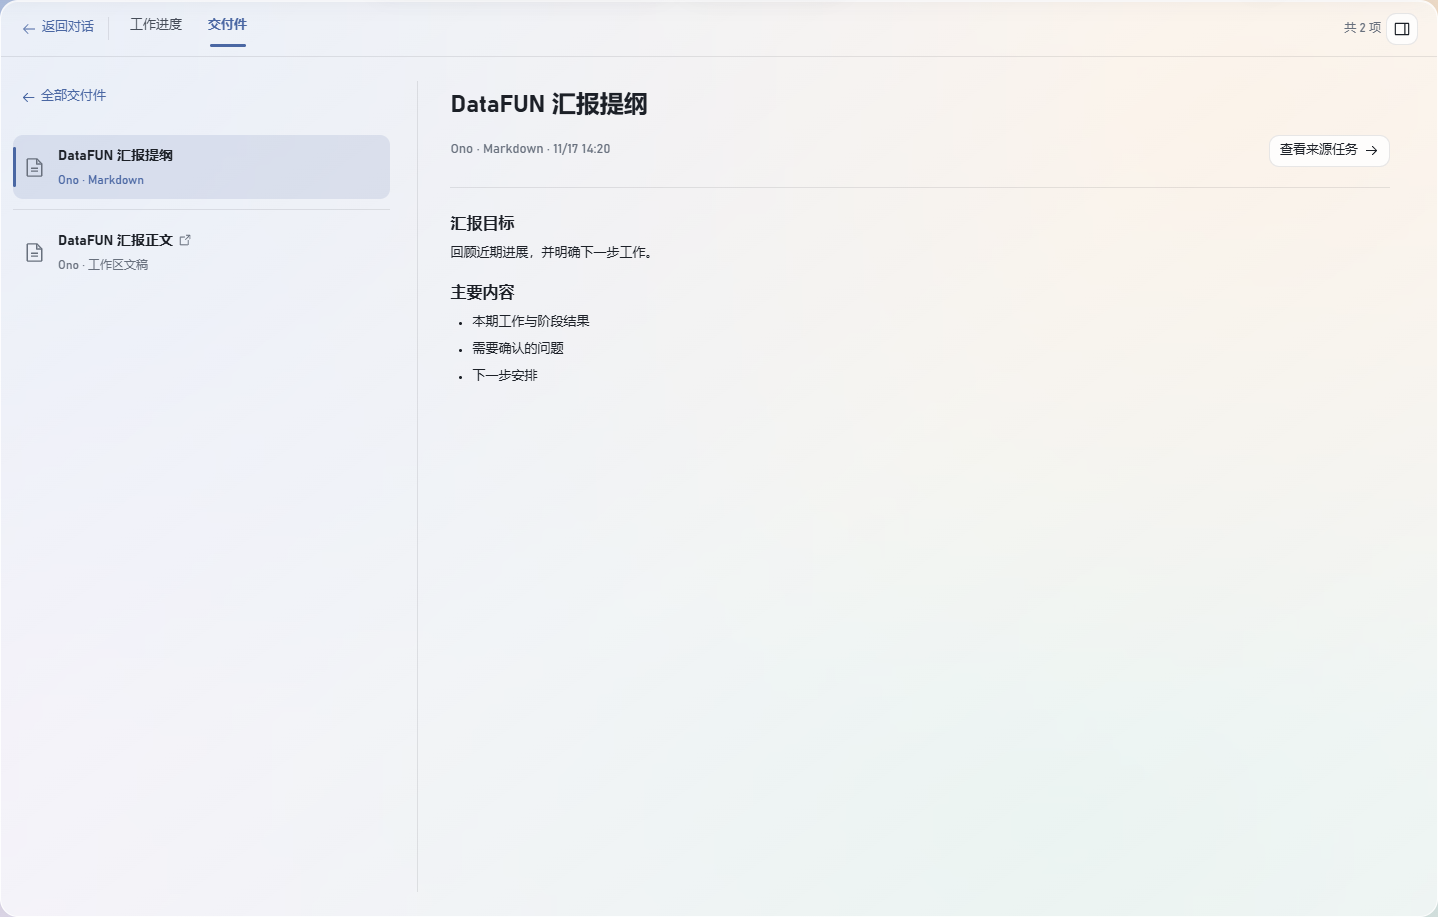 返回对话
工作进度
交付件
共 2 项
全部交付件
DataFUN 汇报提纲
Ono · Markdown
DataFUN 汇报正文
Ono · 工作区文稿
DataFUN 汇报提纲
Ono · Markdown · 11/17 14:20
查看来源任务
汇报目标
回顾近期进展，并明确下一步工作。
主要内容
• 本期工作与阶段结果
• 需要确认的问题
• 下一步安排